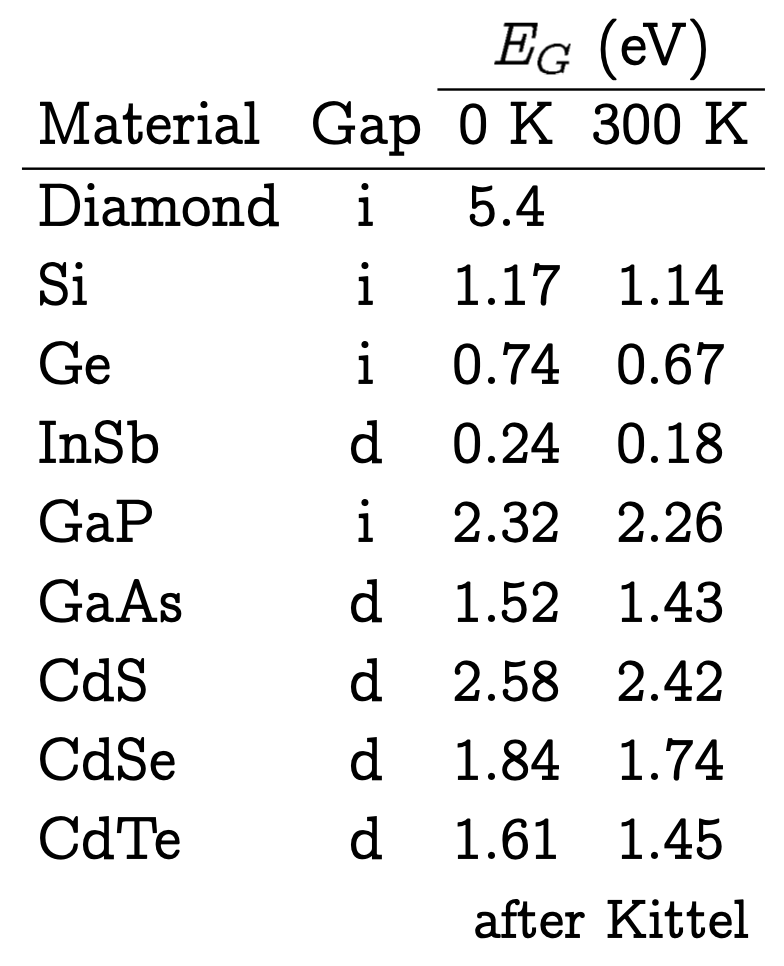 E_G (eV)
Material Gap 0 K 300 K
Diamond i 5.4
Si i 1.17 1.14
Ge i 0.74 0.67
InSb d 0.24 0.18
GaP i 2.32 2.26
GaAs d 1.52 1.43
CdS d 2.58 2.42
CdSe d 1.84 1.74
CdTe d 1.61 1.45
after Kittel